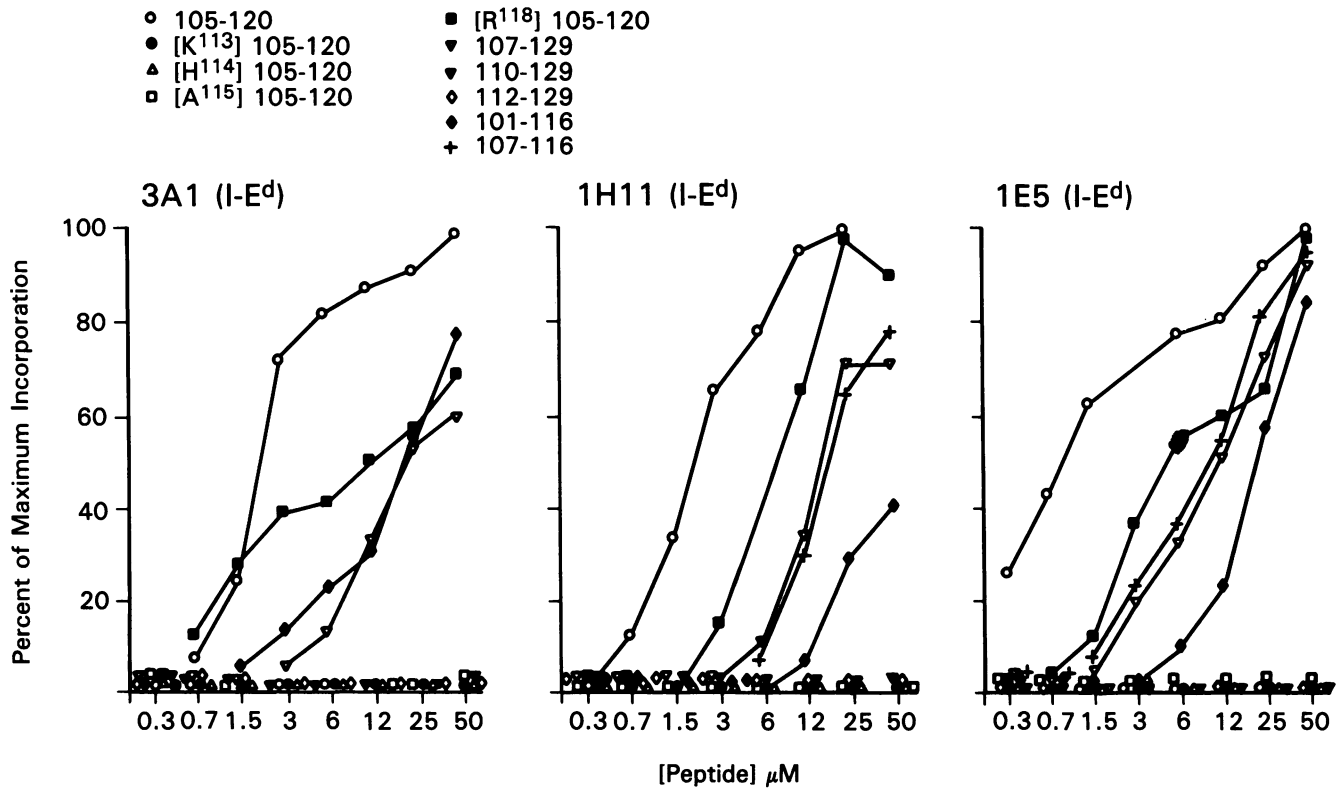 105-120
[K113] 105-120
[H114] 105-120
[A115] 105-120
[R118] 105-120
107-129
110-129
112-129
101-116
107-116
3A1 (I-Ed)
1H11 (I-Ed)
1E5 (I-Ed)
Percent of Maximum Incorporation
100
80
60
40
20
0.3 0.7 1.5 3 6 12 25 50
0.3 0.7 1.5 3 6 12 25 50
0.3 0.7 1.5 3 6 12 25 50
[Peptide] μM